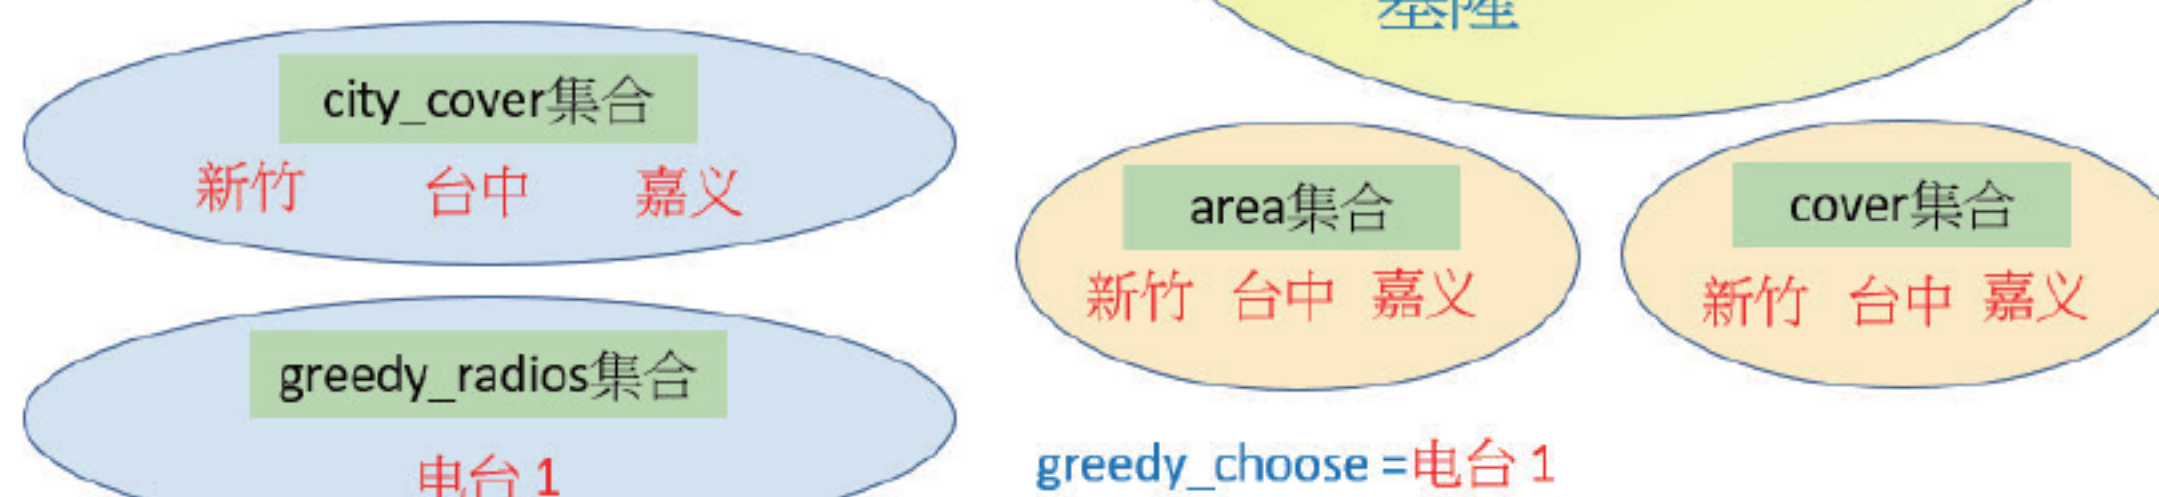 基隆
city_cover集合
新竹 台中 嘉义
area集合
新竹 台中 嘉义
cover集合
新竹 台中 嘉义
greedy_radios集合
电台 1
greedy_choose =电台 1